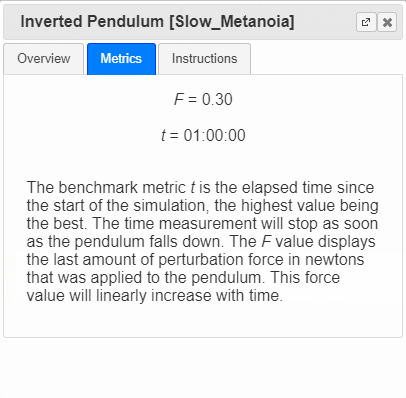 Inverted Pendulum [Slow_Metanoia]
Overview Metrics Instructions
F = 0.30
t = 01:00:00
The benchmark metric t is the elapsed time since
the start of the simulation, the highest value being
the best. The time measurement will stop as soon
as the pendulum falls down. The F value displays
the last amount of perturbation force in newtons
that was applied to the pendulum. This force
value will linearly increase with time.